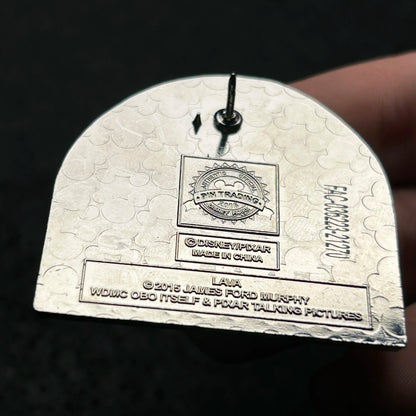 PIN TRADING
© DISNEY/PIXAR
MADE IN CHINA
LAVA
© 2015 JAMES FORD MURPHY
WDMC OBO ITSELF & PIXAR TALKING PICTURES